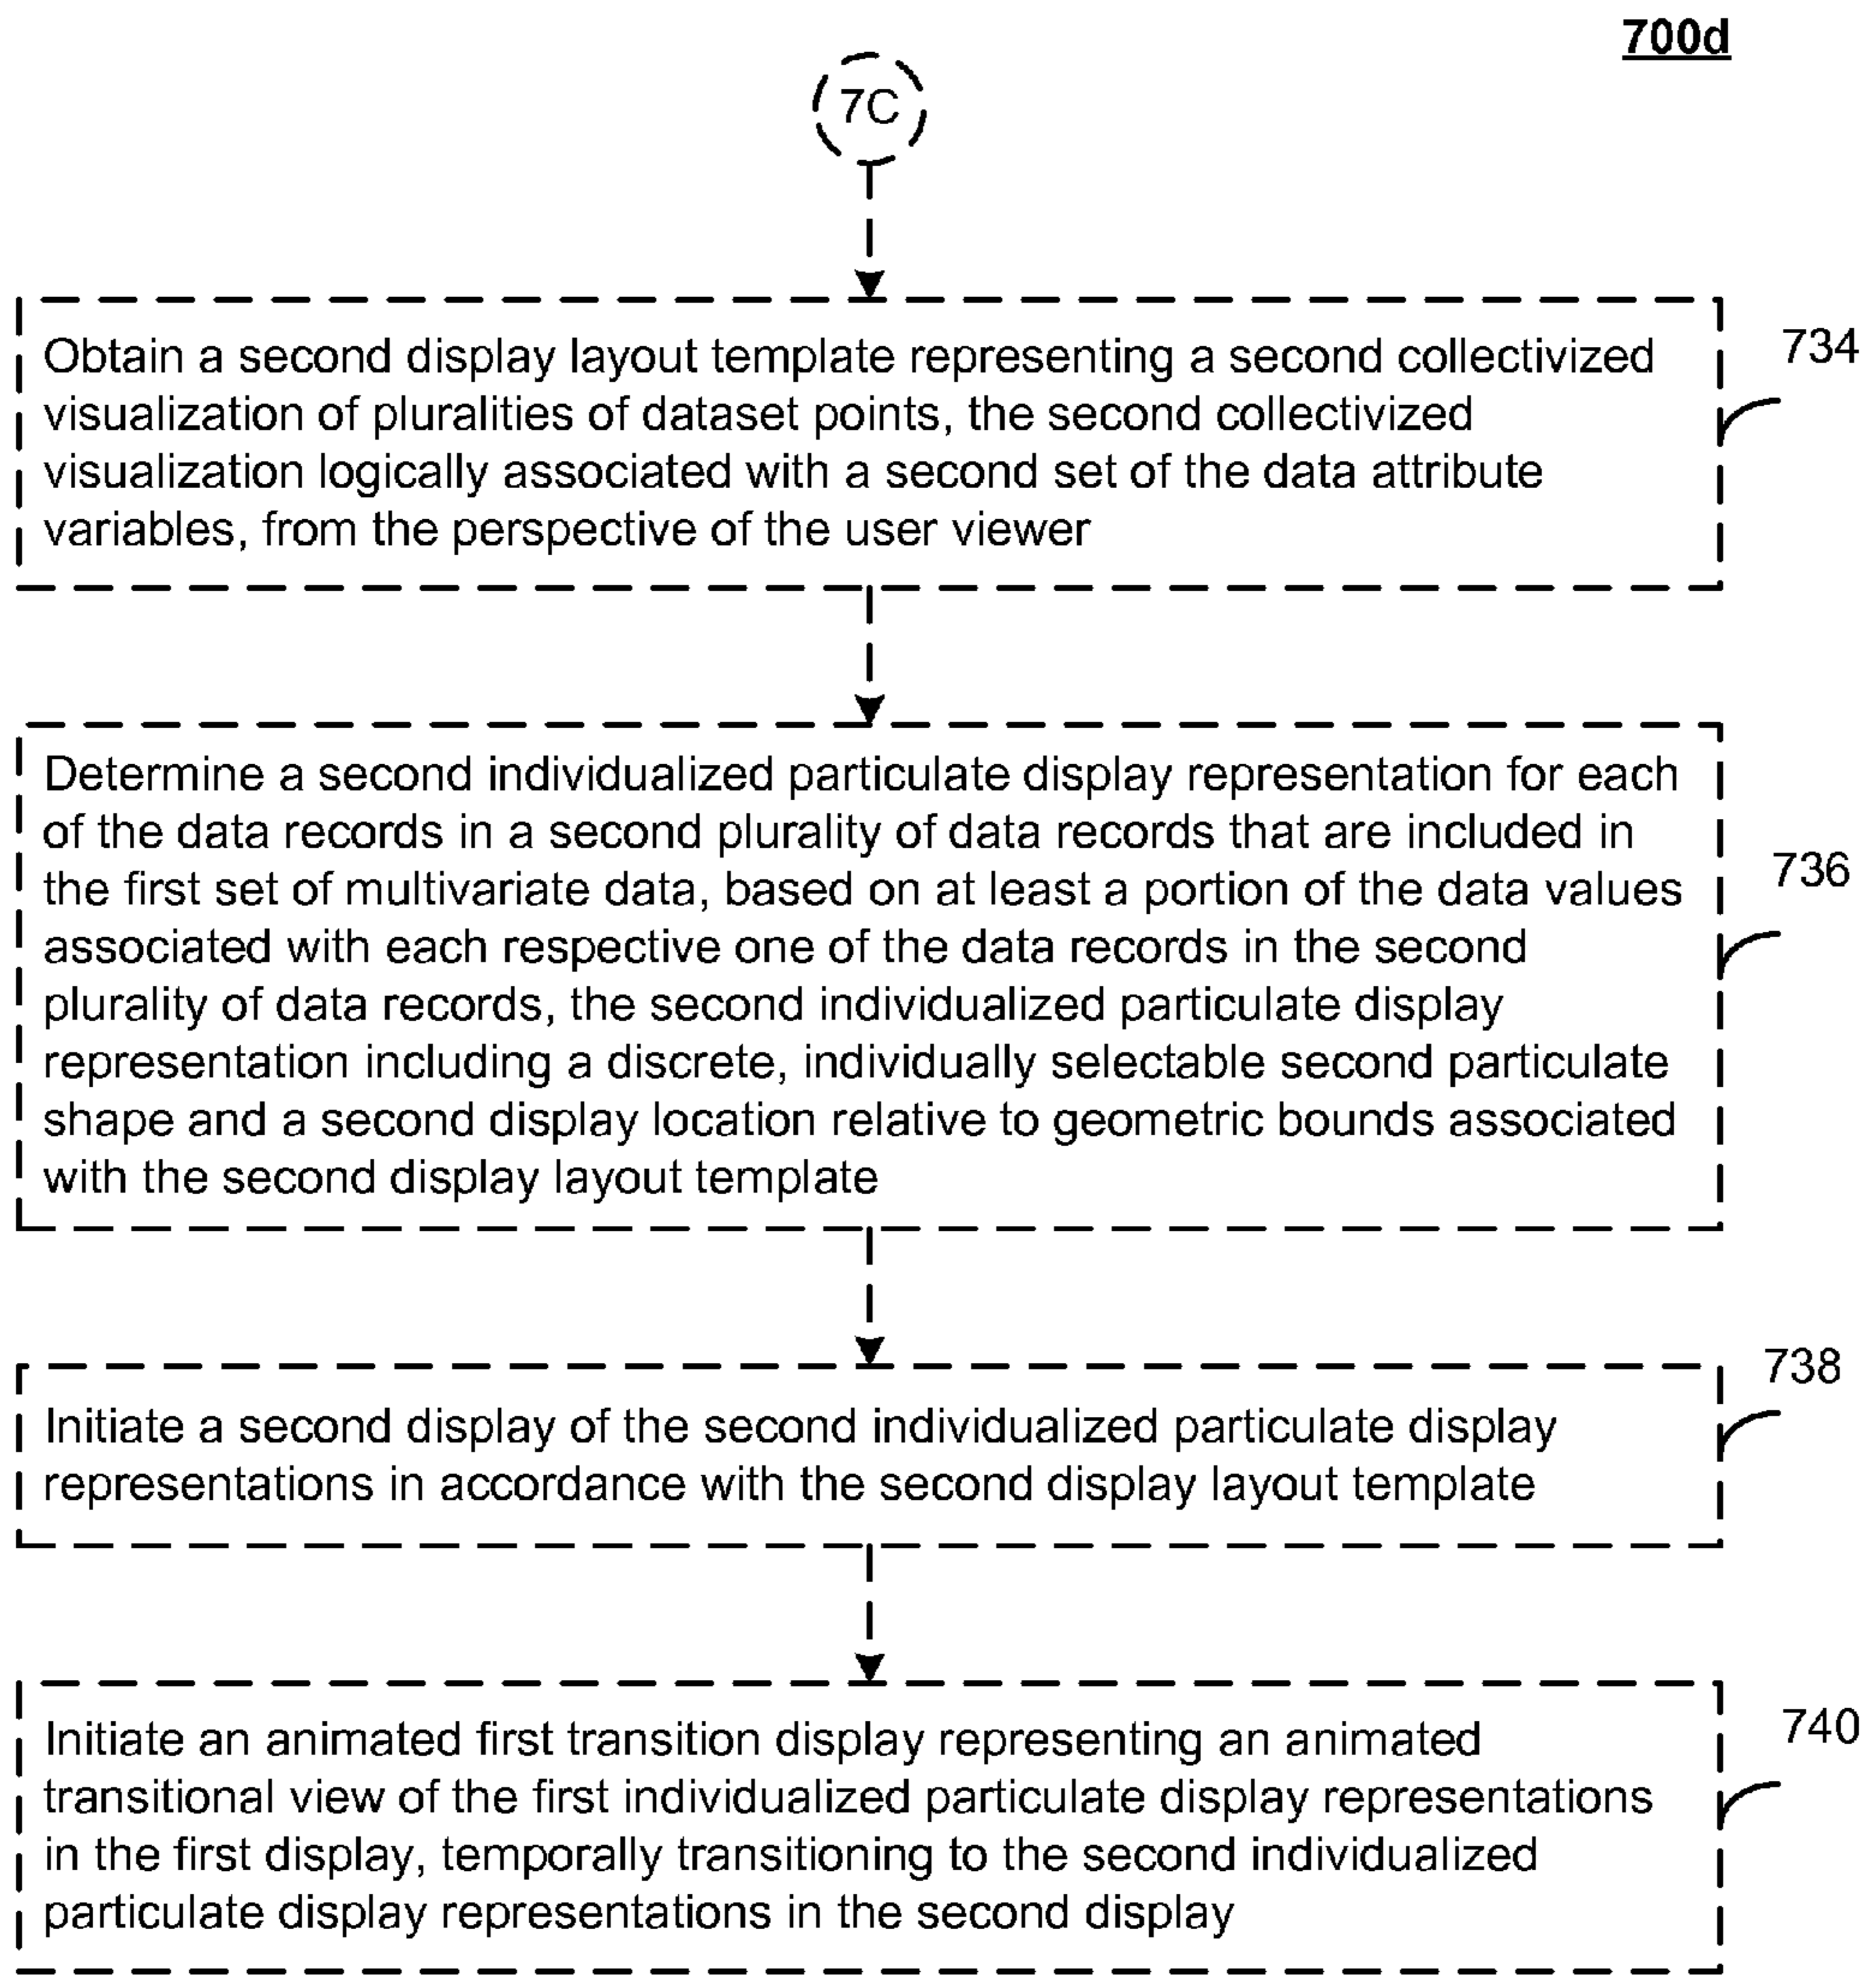 700d
7C
Obtain a second display layout template representing a second collectivized
visualization of pluralities of dataset points, the second collectivized
visualization logically associated with a second set of the data attribute
variables, from the perspective of the user viewer
734
Determine a second individualized particulate display representation for each
of the data records in a second plurality of data records that are included in
the first set of multivariate data, based on at least a portion of the data values
associated with each respective one of the data records in the second
plurality of data records, the second individualized particulate display
representation including a discrete, individually selectable second particulate
shape and a second display location relative to geometric bounds associated
with the second display layout template
736
Initiate a second display of the second individualized particulate display
representations in accordance with the second display layout template
738
Initiate an animated first transition display representing an animated
transitional view of the first individualized particulate display representations
in the first display, temporally transitioning to the second individualized
particulate display representations in the second display
740